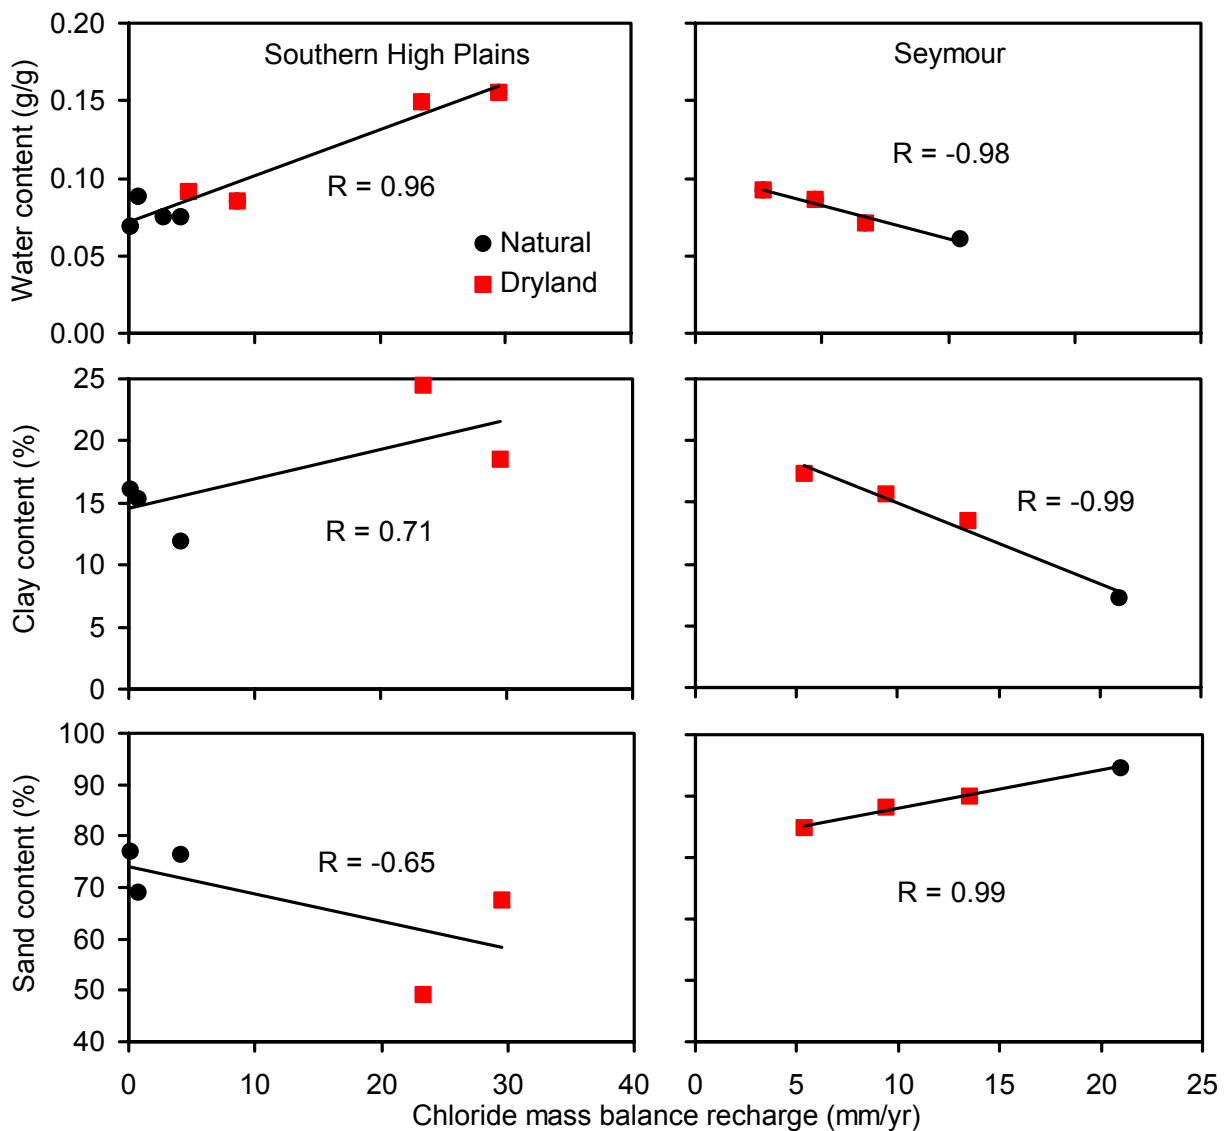 Southern High Plains
Seymour
Water content (g/g)
0.20
0.15
0.10
0.05
0.00
R = 0.96
Natural
Dryland
R = -0.98
Clay content (%)
25
20
15
10
5
0
R = 0.71
R = -0.99
Sand content (%)
100
90
80
70
60
50
40
R = -0.65
R = 0.99
0 10 20 30 40
0 5 10 15 20 25
Chloride mass balance recharge (mm/yr)